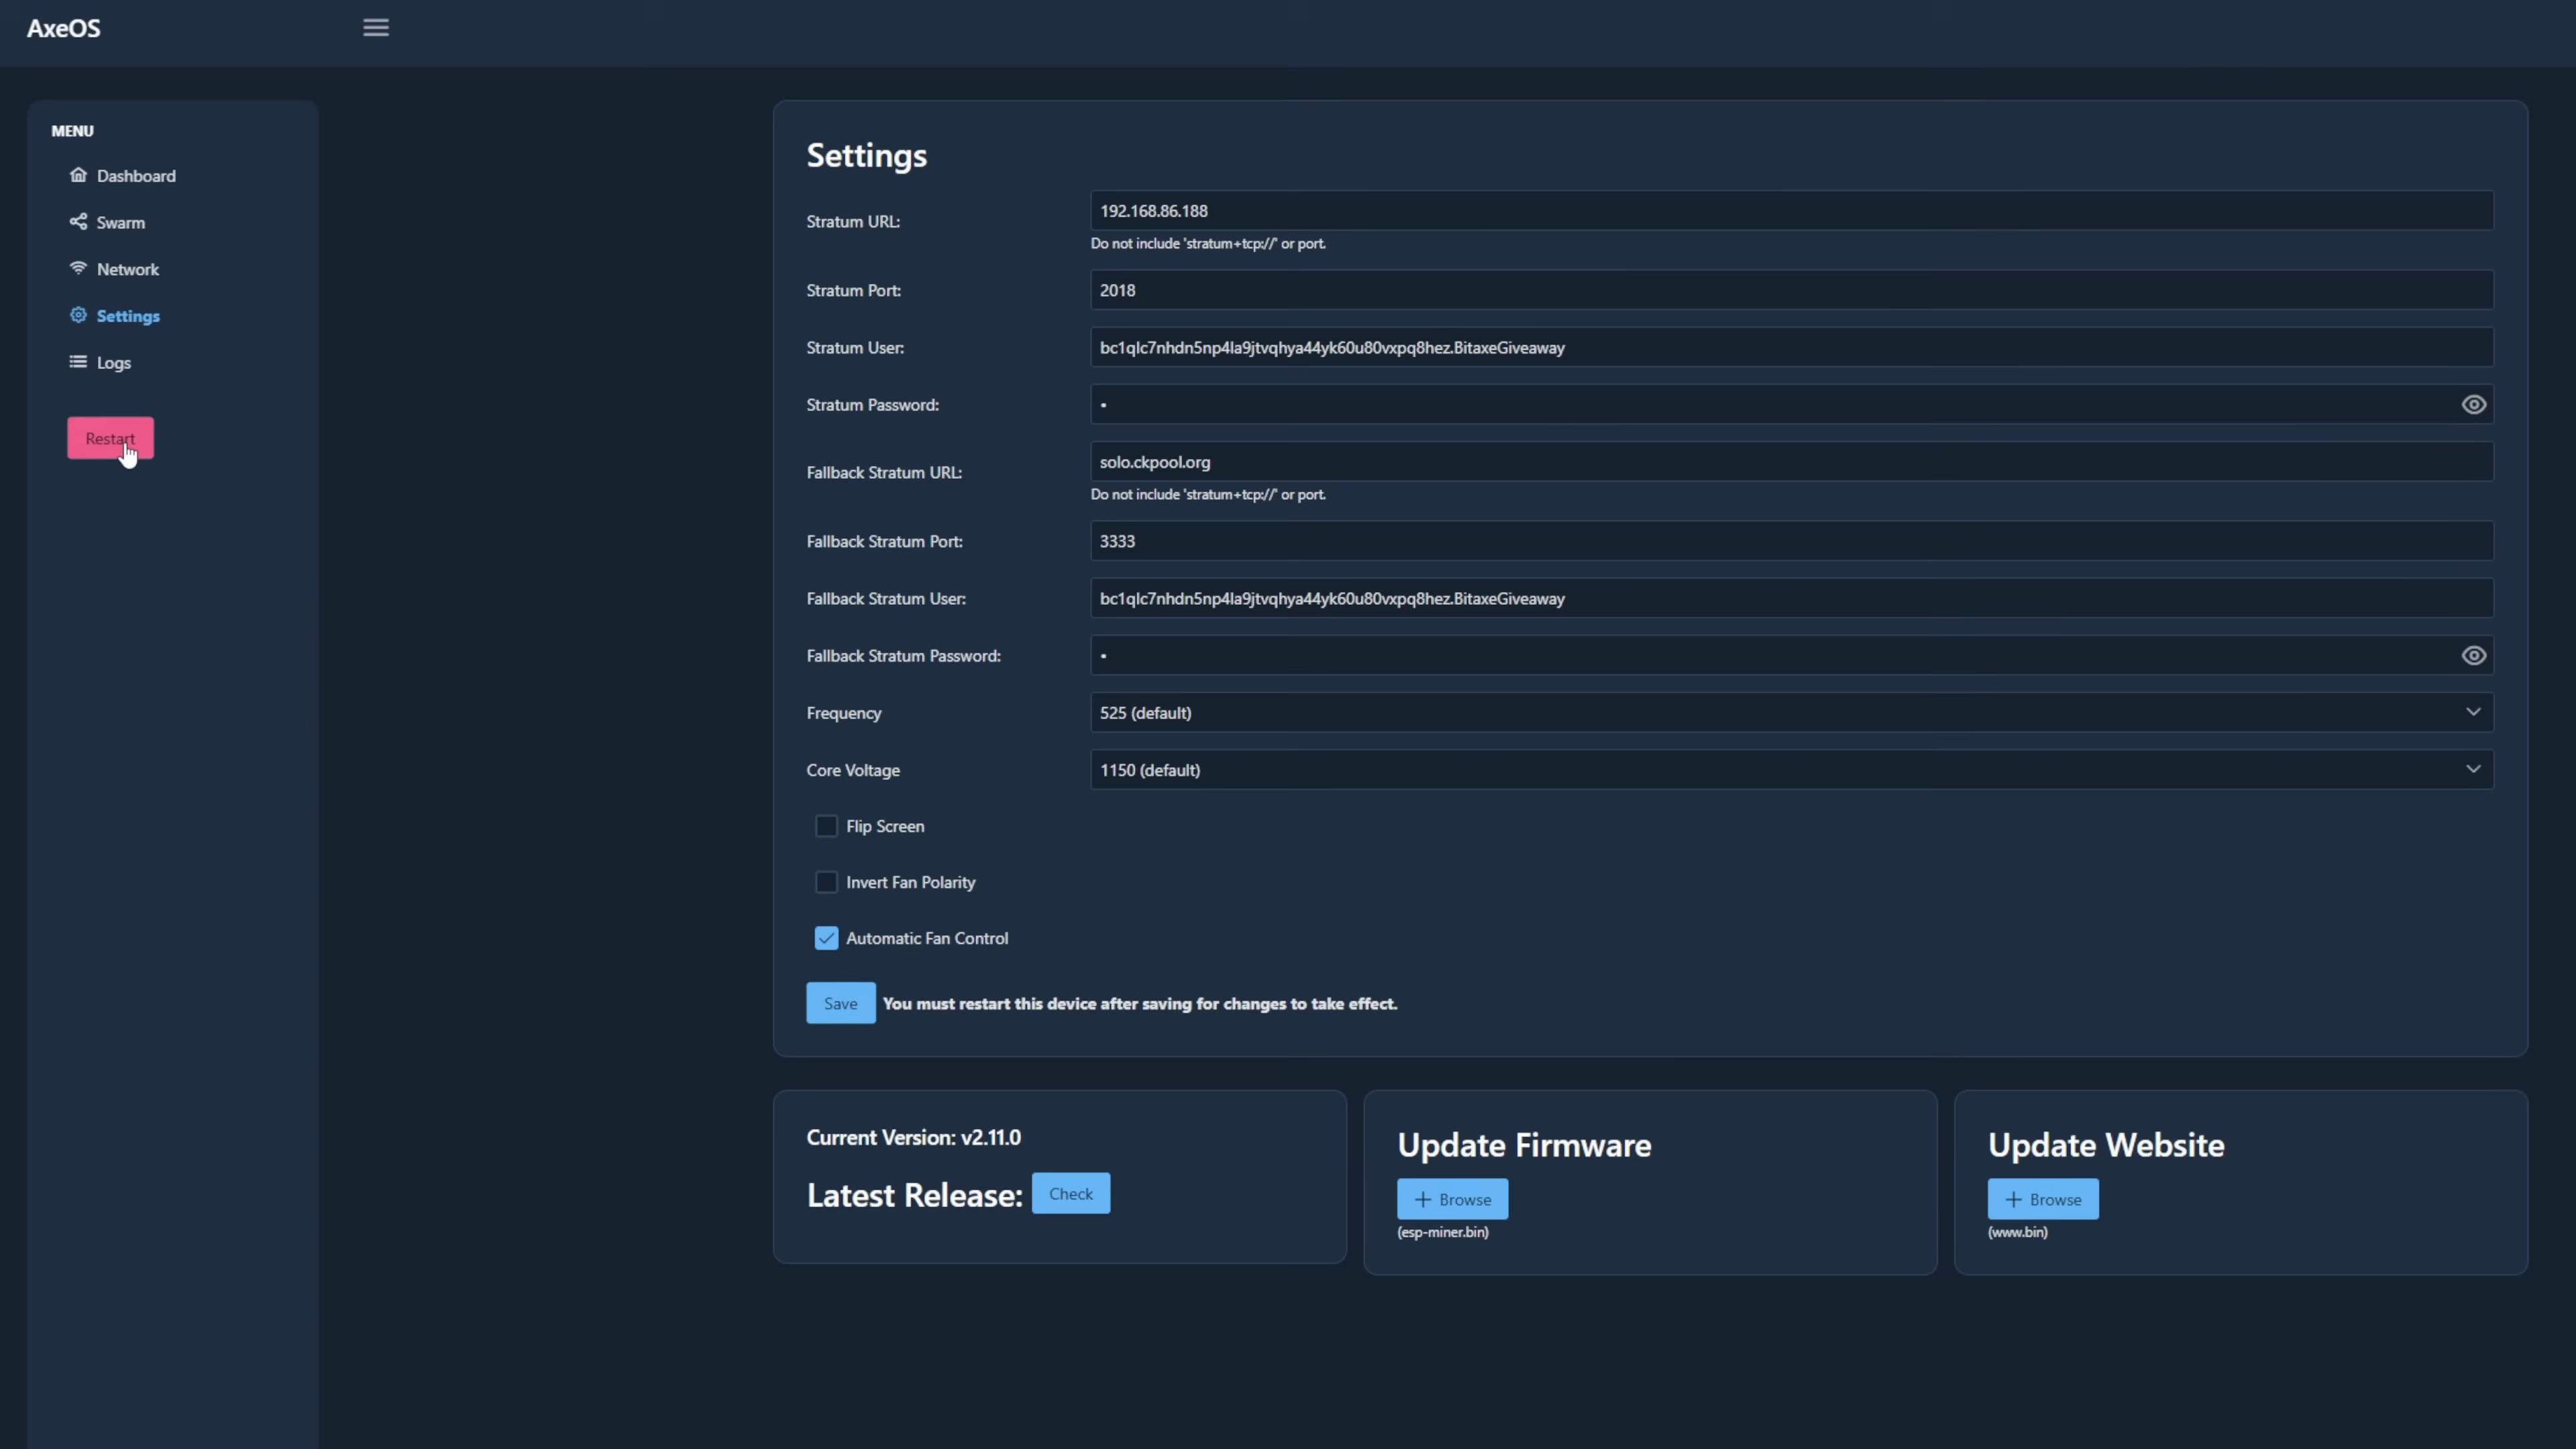 AxeOS
MENU
Dashboard
Swarm
Network
Settings
Logs
Restart
Settings
Stratum URL:
192.168.86.188
Do not include 'stratum+tcp://' or port.
Stratum Port:
2018
Stratum User:
bc1qlc7nhdn5np4la9jtvqhya44yk60u80vxpq8hez.BitaxeGiveaway
Stratum Password:
•
Fallback Stratum URL:
solo.ckpool.org
Do not include 'stratum+tcp://' or port.
Fallback Stratum Port:
3333
Fallback Stratum User:
bc1qlc7nhdn5np4la9jtvqhya44yk60u80vxpq8hez.BitaxeGiveaway
Fallback Stratum Password:
•
Frequency
525 (default)
Core Voltage
1150 (default)
Flip Screen
Invert Fan Polarity
Automatic Fan Control
Save You must restart this device after saving for changes to take effect.
Current Version: v2.11.0
Latest Release: Check
Update Firmware
+ Browse
(esp-miner.bin)
Update Website
+ Browse
(www.bin)